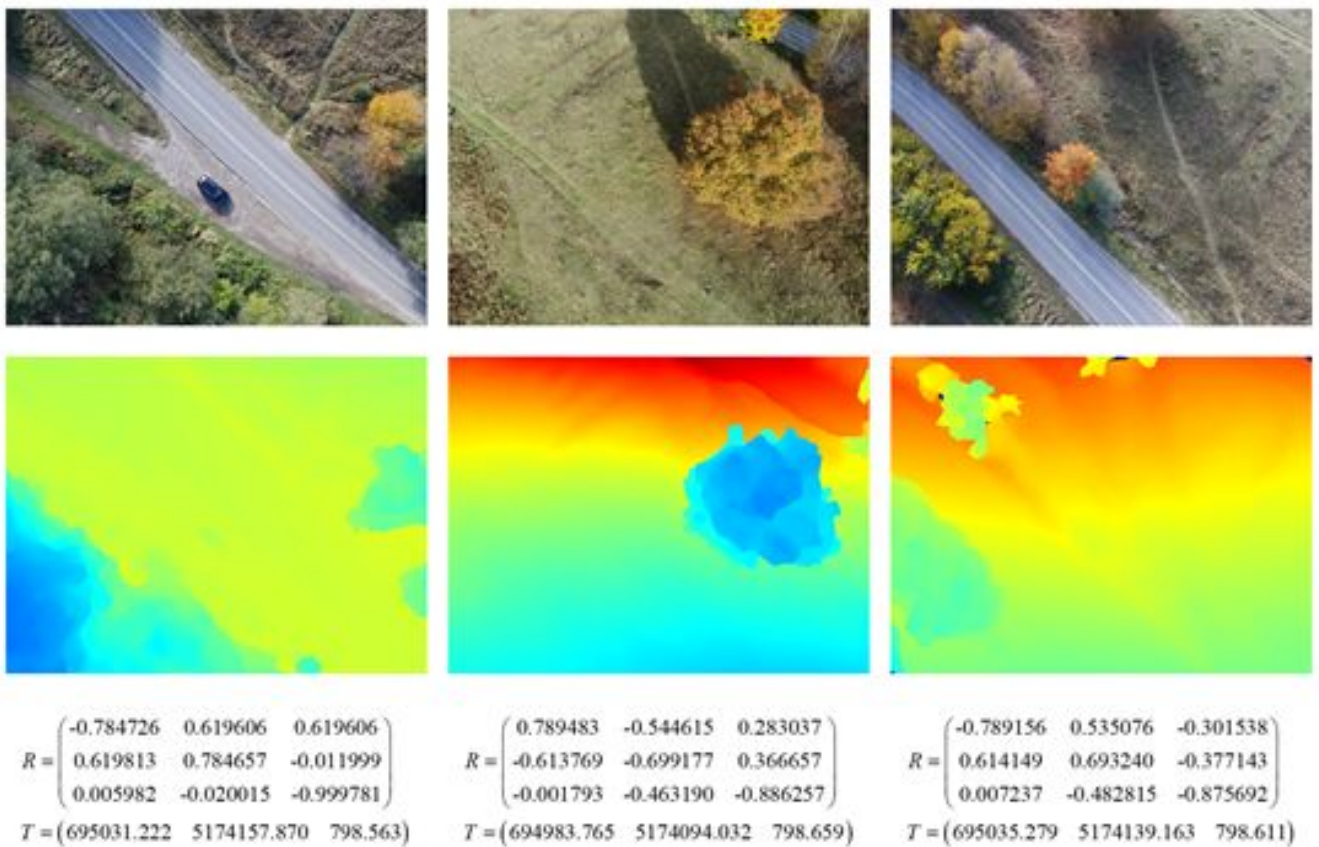 R = (-0.784726 0.619606 0.619606
0.619813 0.784657 -0.011999
0.005982 -0.020015 -0.999781)
T = (695031.222 5174157.870 798.563)
R = (0.789483 -0.544615 0.283037
-0.613769 -0.699177 0.366657
-0.001793 -0.463190 -0.886257)
T = (694983.765 5174094.032 798.659)
R = (-0.789156 0.535076 -0.301538
0.614149 0.693240 -0.377143
0.007237 -0.482815 -0.875692)
T = (695035.279 5174139.163 798.611)